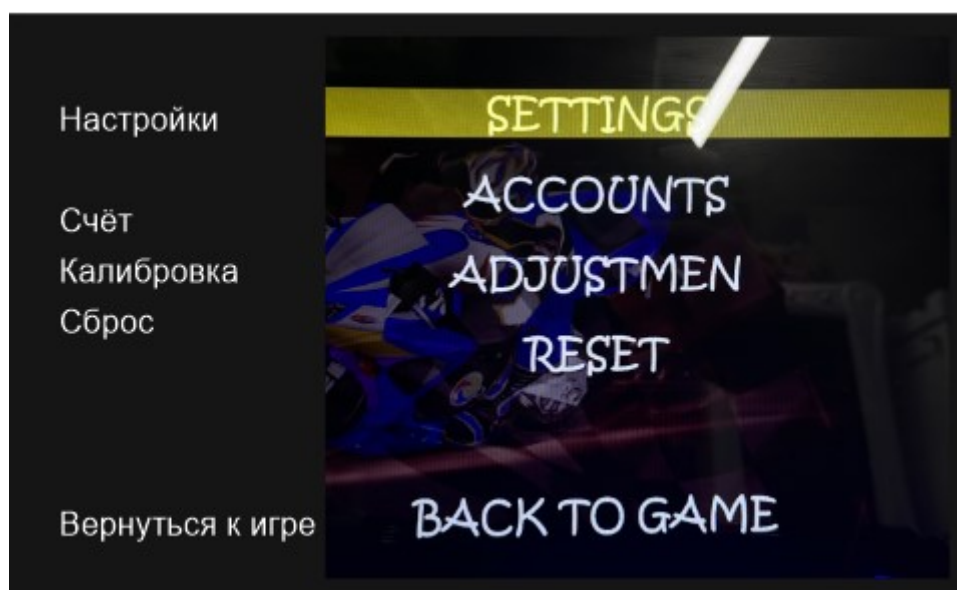 Настройки
SETTINGS
Счёт
ACCOUNTS
Калибровка
ADJUSTMEN
Сброс
RESET
Вернуться к игре
BACK TO GAME